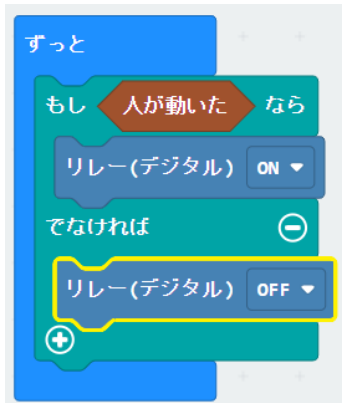 ずっと
もし 人が動いた なら
リレー(デジタル) ON
でなければ
リレー(デジタル) OFF